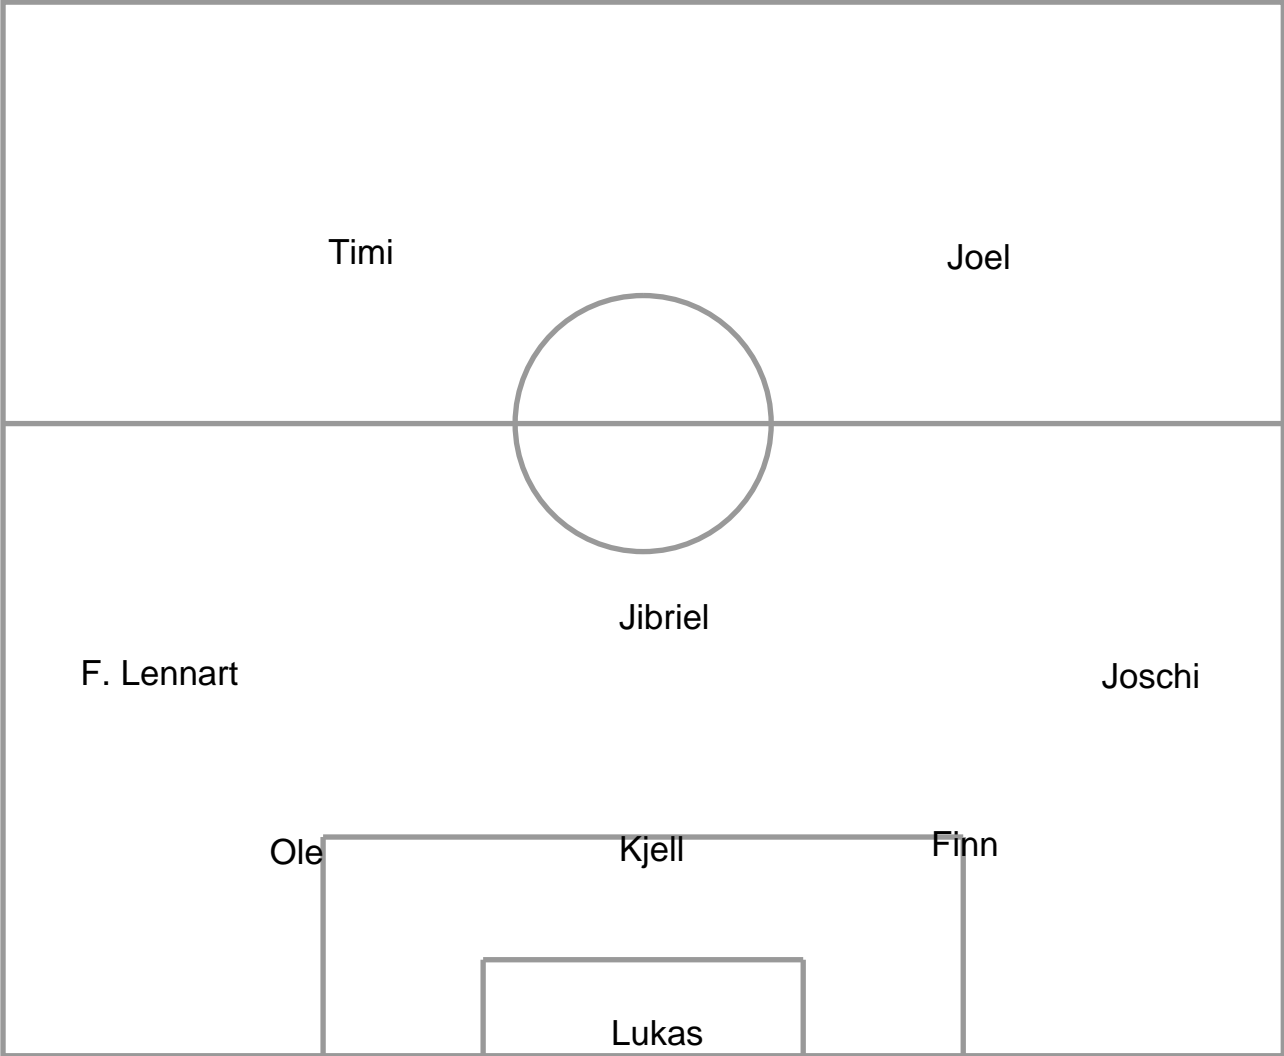 Timi
Joel
Jibriel
F. Lennart
Joschi
Ole
Kjell
Finn
Lukas